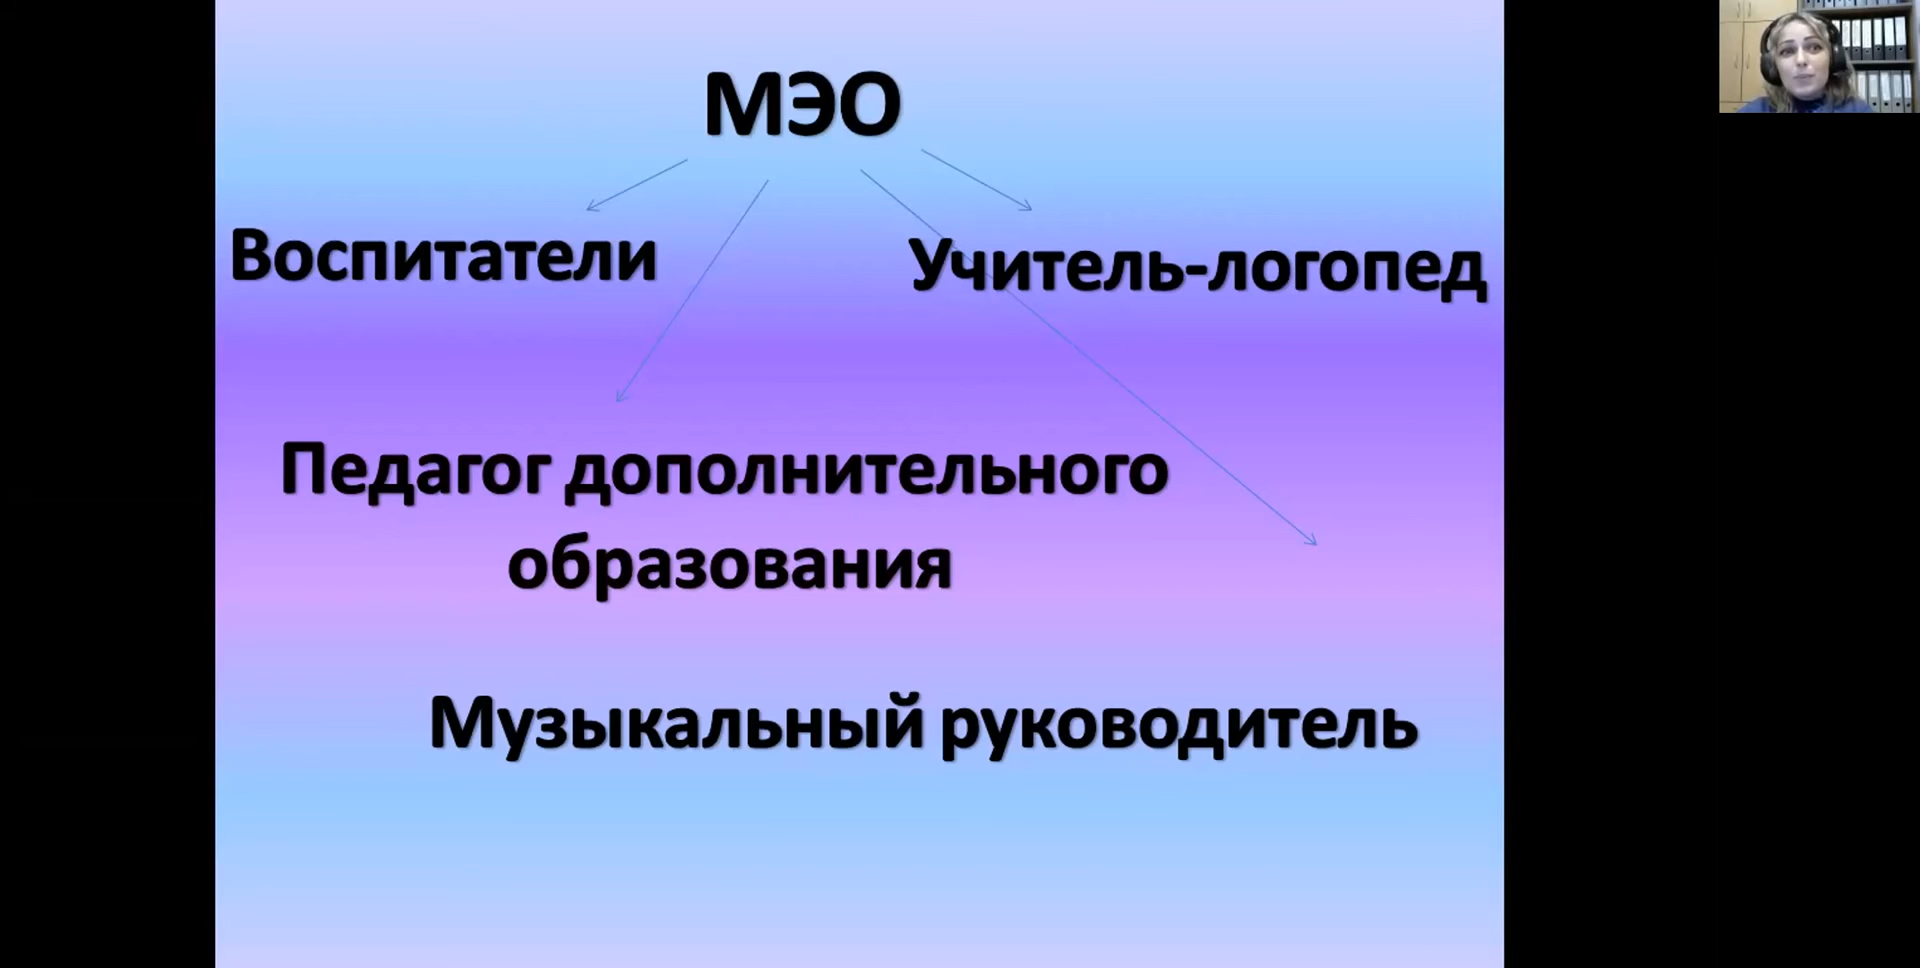 МЭО
Воспитатели
Учитель-логопед
Педагог дополнительного
образования
Музыкальный руководитель